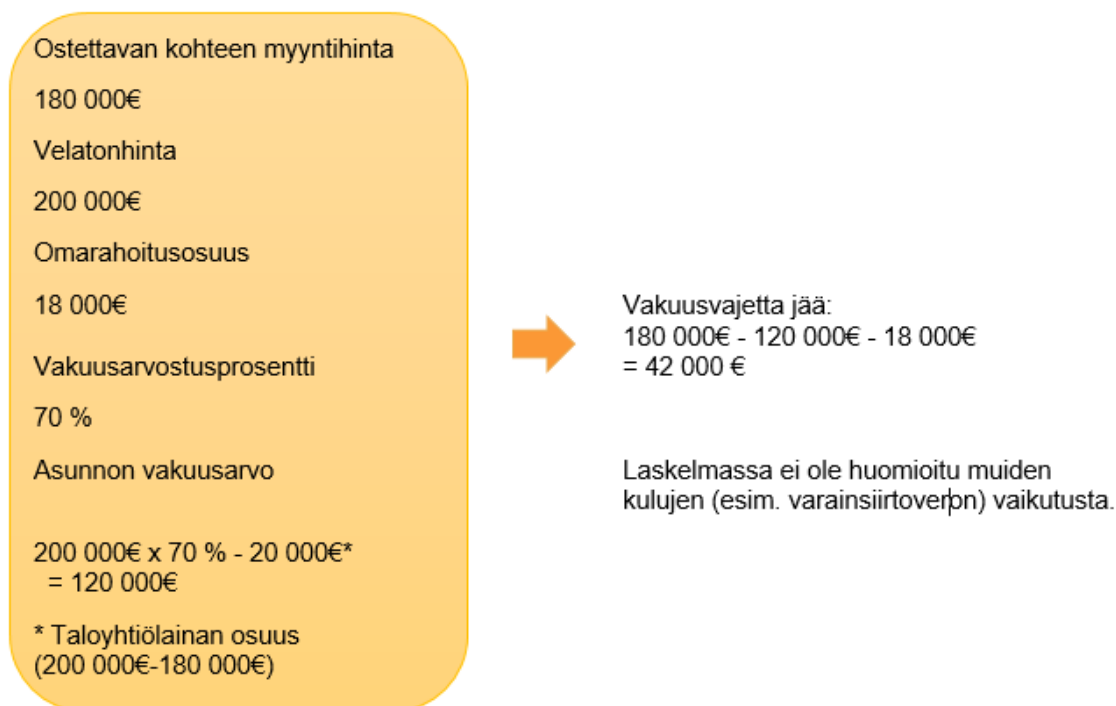 Ostettavan kohteen myyntihinta
180 000€
Velatonhinta
200 000€
Omarahoitusosuus
18 000€
Vakuusarvostusprosentti
70 %
Asunnon vakuusarvo
200 000€ x 70 % - 20 000€*
= 120 000€
* Taloyhtiölainan osuus
(200 000€-180 000€)
Vakuusvajetta jää:
180 000€ - 120 000€ - 18 000€
= 42 000 €
Laskelmassa ei ole huomioitu muiden
kulujen (esim. varainsiirtoveron) vaikutusta.